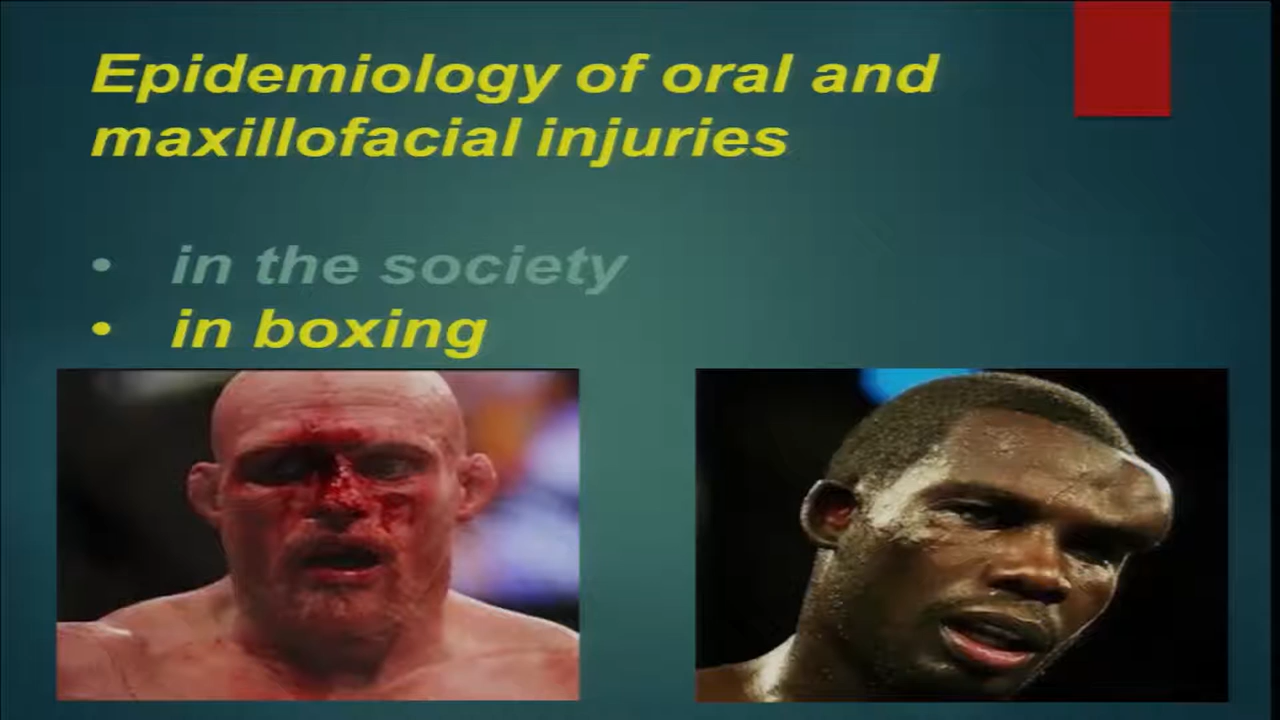 Epidemiology of oral and
maxillofacial injuries
• in the society
• in boxing